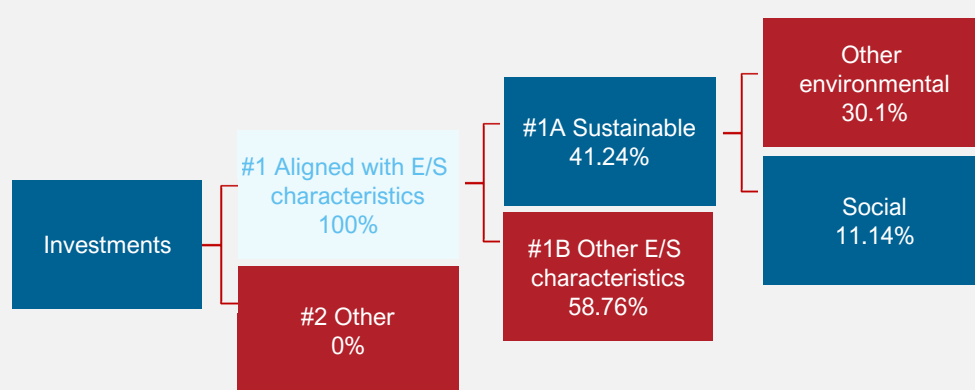 Investments
#1 Aligned with E/S
characteristics
100%
#2 Other
0%
#1A Sustainable
41.24%
#1B Other E/S
characteristics
58.76%
Other
environmental
30.1%
Social
11.14%